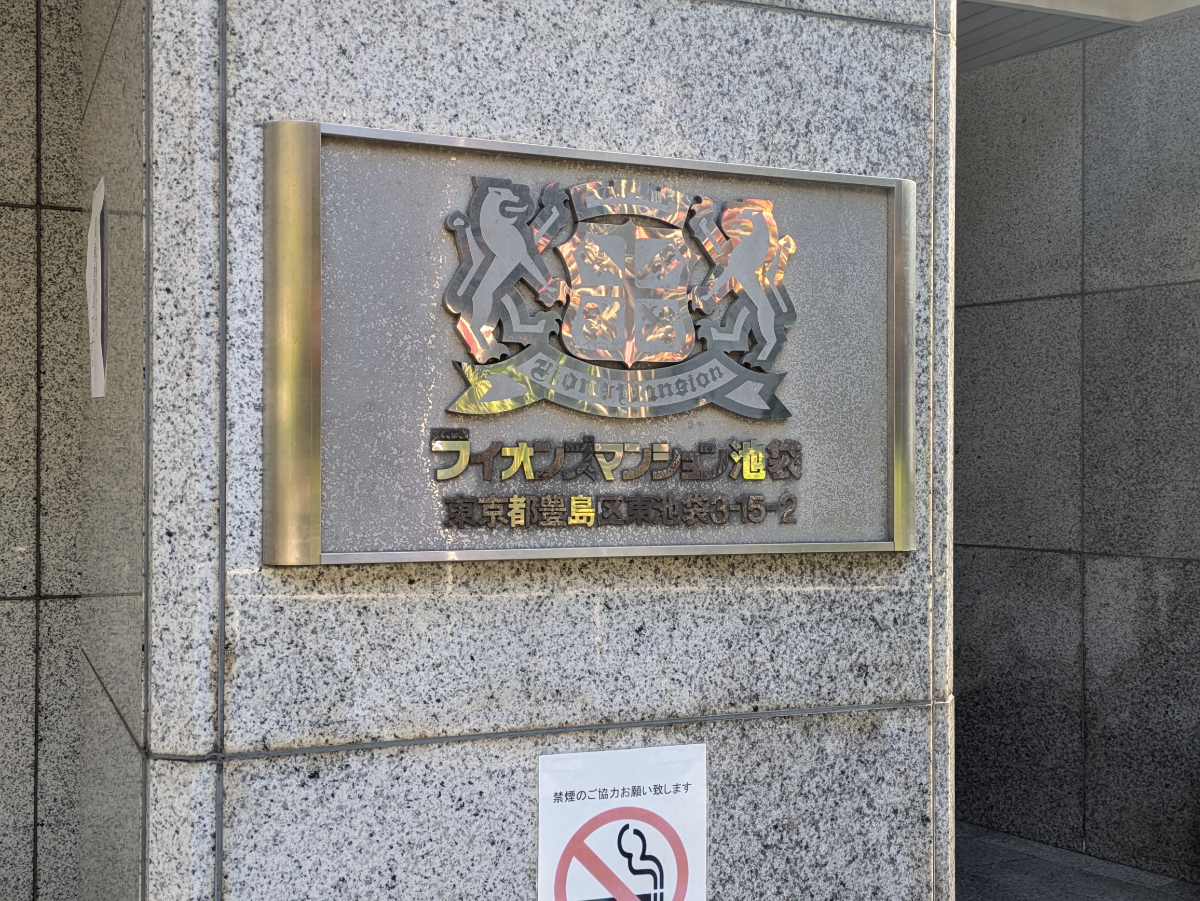 Lions Mansion
ライオンズマンション池袋
東京都豊島区東池袋3-15-2
禁煙のご協力お願い致します